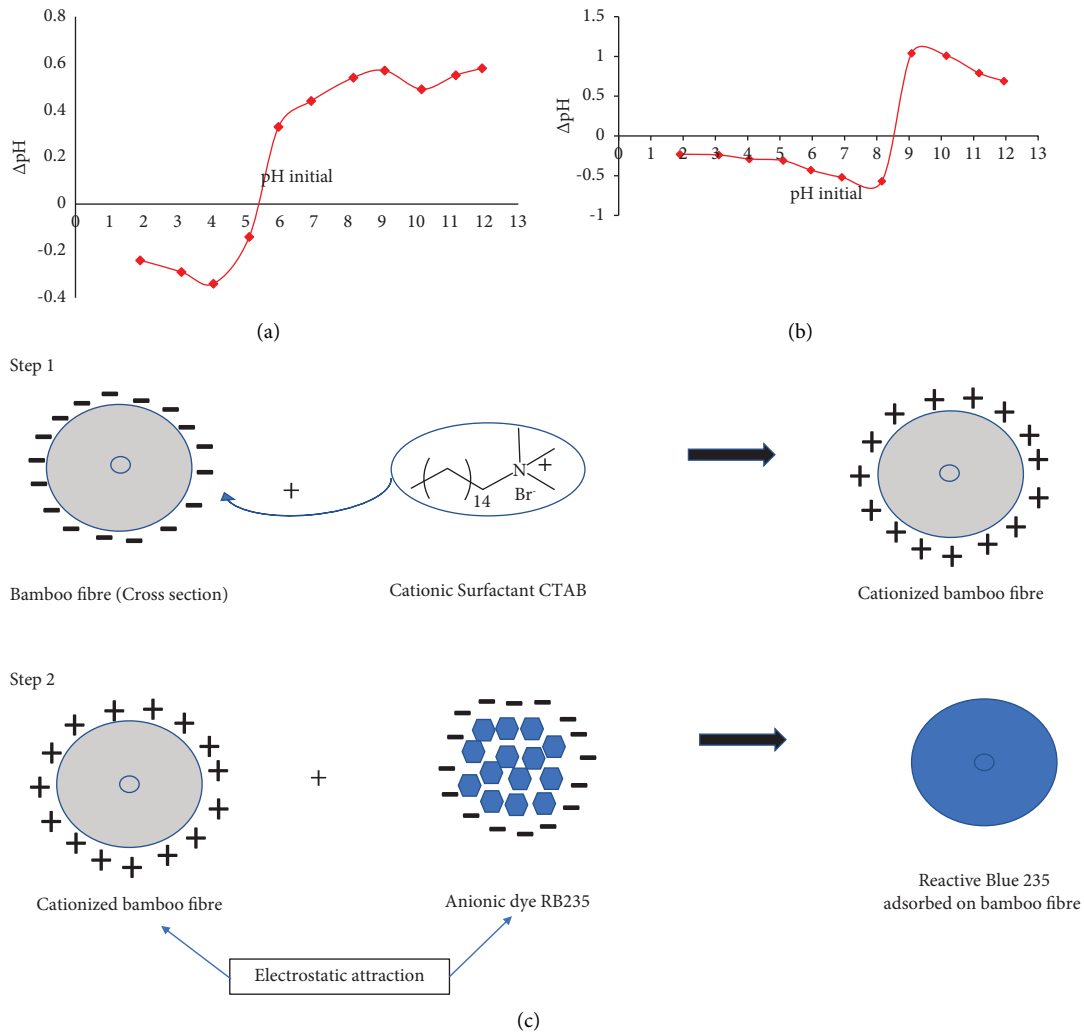 0.8
0.6
0.4
0.2
0
-0.2
-0.4
ΔpH
0 1 2 3 4 5 6 7 8 9 10 11 12 13
pH initial
(a)
1.5
1
0.5
0
-0.5
-1
ΔpH
0 1 2 3 4 5 6 7 8 9 10 11 12 13
pH initial
(b)
Step 1
+
N
+
14
Br-
Bamboo fibre (Cross section)
Cationic Surfactant CTAB
Cationized bamboo fibre
Step 2
+
Cationized bamboo fibre
Anionic dye RB235
Reactive Blue 235
adsorbed on bamboo fibre
Electrostatic attraction
(c)